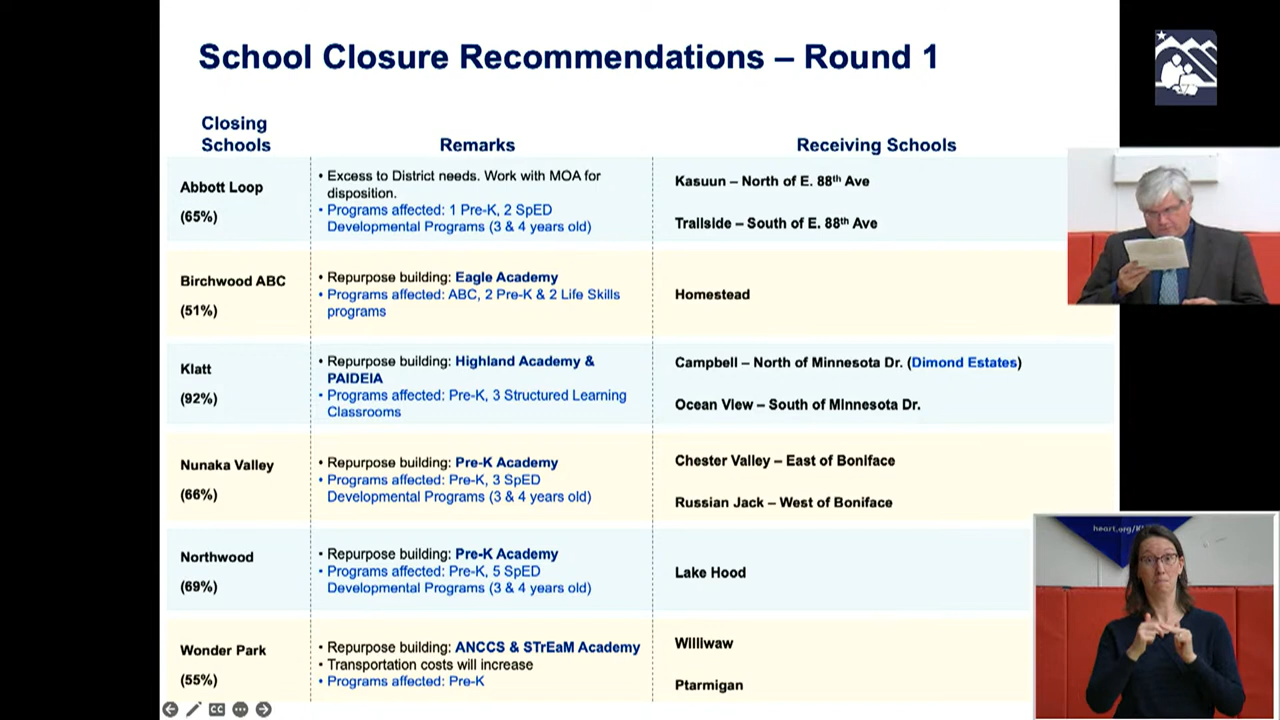 School Closure Recommendations – Round 1
Closing
Schools
Remarks
Receiving Schools
Abbott Loop
(65%)
• Excess to District needs. Work with MOA for
disposition.
• Programs affected: 1 Pre-K, 2 SpED
Developmental Programs (3 & 4 years old)
Kasuun – North of E. 88th Ave
Trailside – South of E. 88th Ave
Birchwood ABC
(51%)
• Repurpose building: Eagle Academy
• Programs affected: ABC, 2 Pre-K & 2 Life Skills
programs
Homestead
Klatt
(92%)
• Repurpose building: Highland Academy &
PAIDEIA
• Programs affected: Pre-K, 3 Structured Learning
Classrooms
Campbell – North of Minnesota Dr. (Dimond Estates)
Ocean View – South of Minnesota Dr.
Nunaka Valley
(66%)
• Repurpose building: Pre-K Academy
• Programs affected: Pre-K, 3 SpED
Developmental Programs (3 & 4 years old)
Chester Valley – East of Boniface
Russian Jack – West of Boniface
Northwood
(69%)
• Repurpose building: Pre-K Academy
• Programs affected: Pre-K, 5 SpED
Developmental Programs (3 & 4 years old)
Lake Hood
Wonder Park
(55%)
• Repurpose building: ANCCS & STrEaM Academy
• Transportation costs will increase
• Programs affected: Pre-K
Williwaw
Ptarmigan
CC